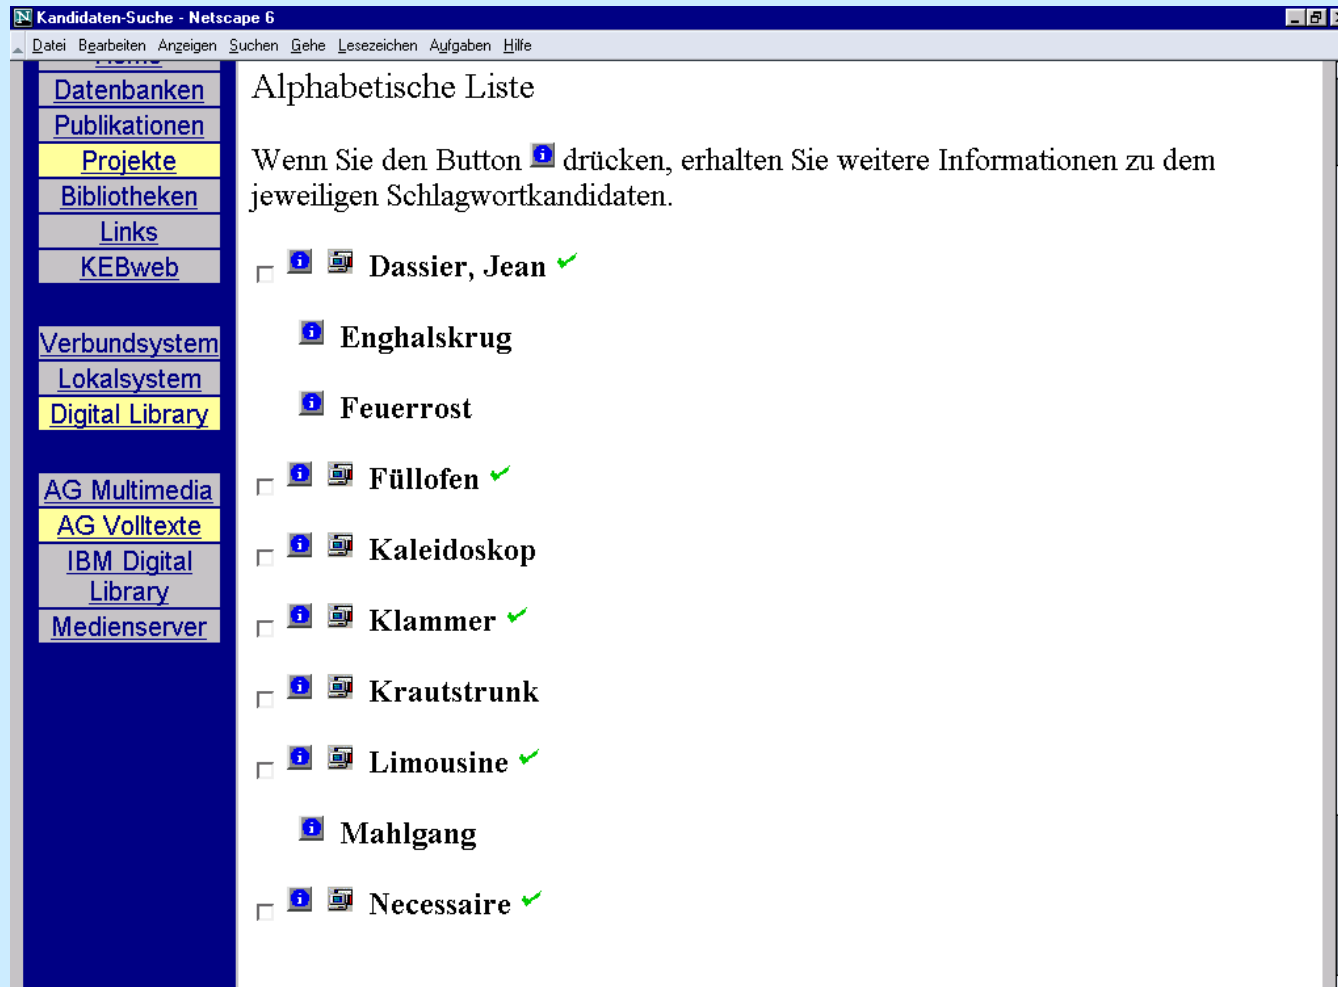 Kandidaten-Suche - Netscape 6
Datei Bearbeiten Anzeigen Suchen Gehe Lesezeichen Aufgaben Hilfe
Home
Datenbanken
Publikationen
Projekte
Bibliotheken
Links
KEBweb
Verbundsystem
Lokalsystem
Digital Library
AG Multimedia
AG Volltexte
IBM Digital
Library
Medienserver
Alphabetische Liste
Wenn Sie den Button i drücken, erhalten Sie weitere Informationen zu dem
jeweiligen Schlagwortkandidaten.
Dassier, Jean
Enghalskrug
Feuerrost
Füllofen
Kaleidoskop
Klammer
Krautstrunk
Limousine
Mahlgang
Necessaire